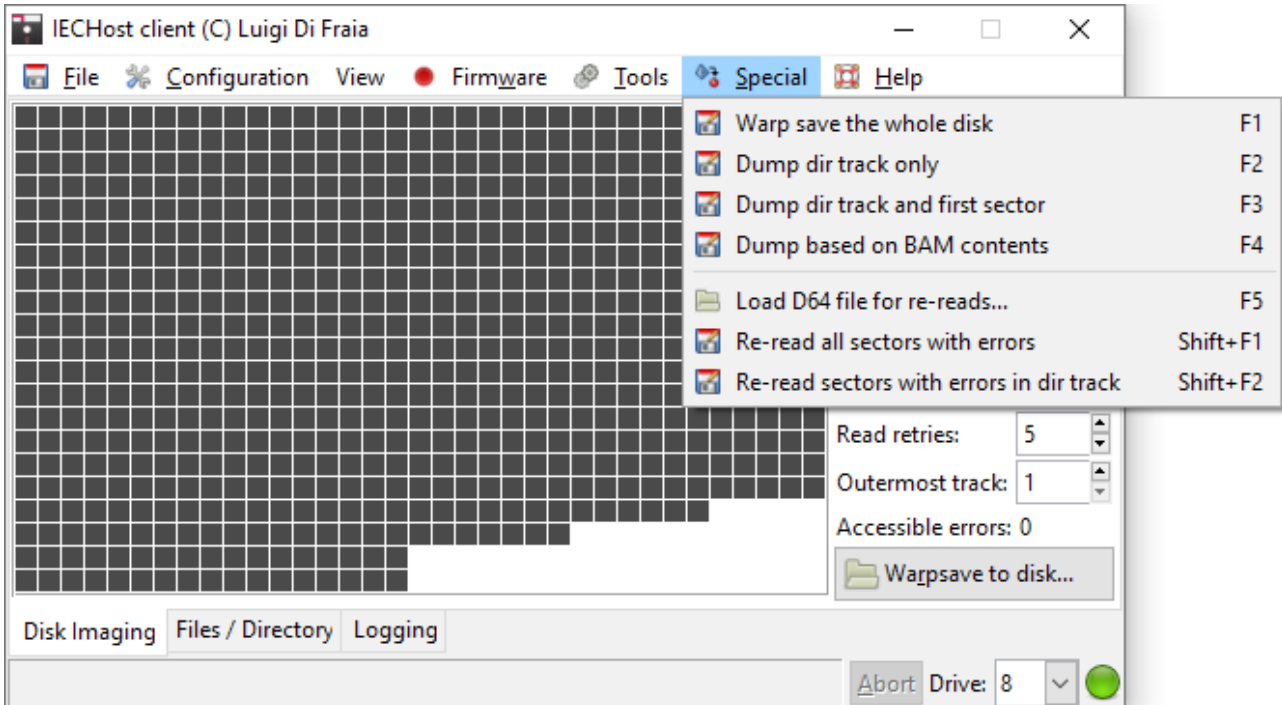 IECHost client (C) Luigi Di Fraia
File Configuration View Firmware Tools Special Help
Warp save the whole disk F1
Dump dir track only F2
Dump dir track and first sector F3
Dump based on BAM contents F4
Load D64 file for re-reads... F5
Re-read all sectors with errors Shift+F1
Re-read sectors with errors in dir track Shift+F2
Read retries: 5
Outermost track: 1
Accessible errors: 0
Warpsave to disk...
Disk Imaging Files / Directory Logging
Abort Drive: 8